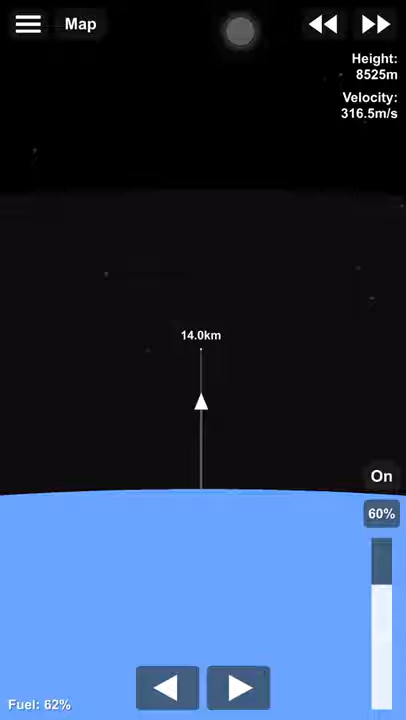 Map
Height:
8525m
Velocity:
316.5m/s
14.0km
On
60%
Fuel: 62%